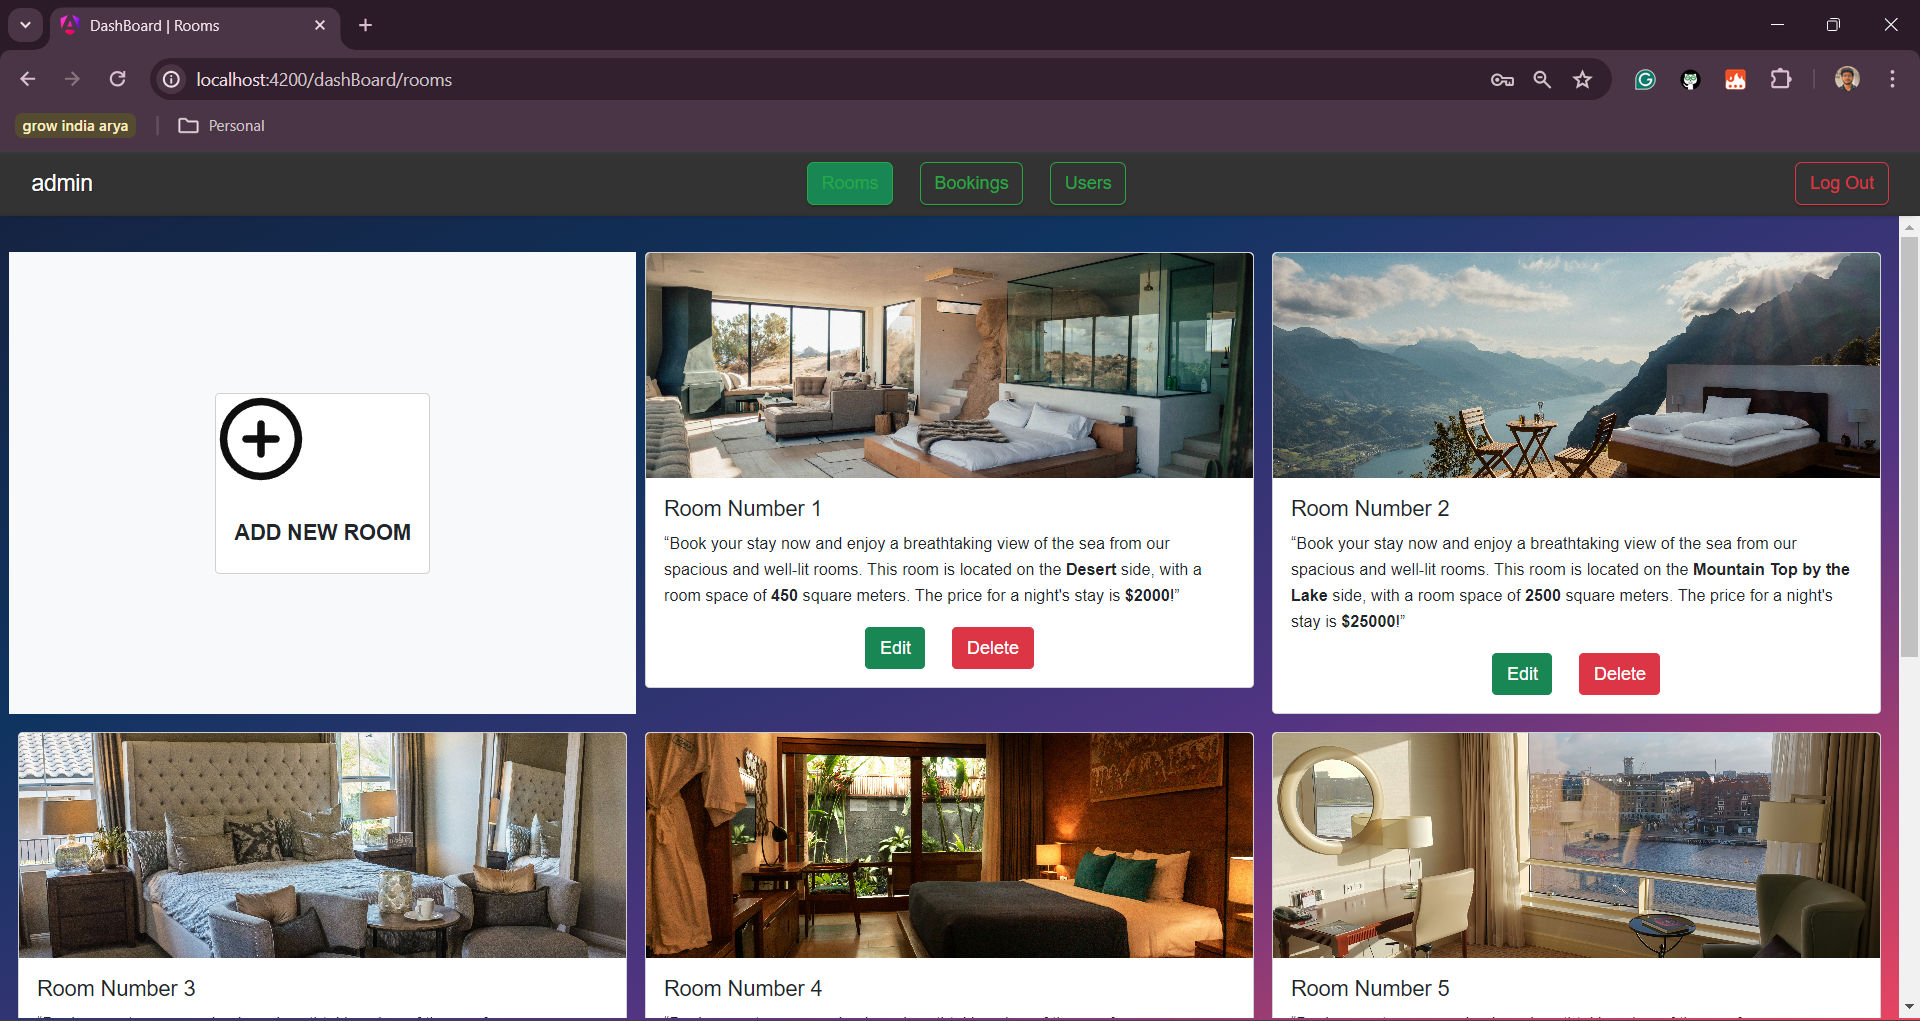 DashBoard | Rooms
localhost:4200/dashBoard/rooms
grow india arya
Personal
admin
Rooms
Bookings
Users
Log Out
ADD NEW ROOM
Room Number 1
“Book your stay now and enjoy a breathtaking view of the sea from our
spacious and well-lit rooms. This room is located on the Desert side, with a
room space of 450 square meters. The price for a night's stay is $2000!”
Edit
Delete
Room Number 2
“Book your stay now and enjoy a breathtaking view of the sea from our
spacious and well-lit rooms. This room is located on the Mountain Top by the
Lake side, with a room space of 2500 square meters. The price for a night's
stay is $25000!”
Edit
Delete
Room Number 3
Room Number 4
Room Number 5